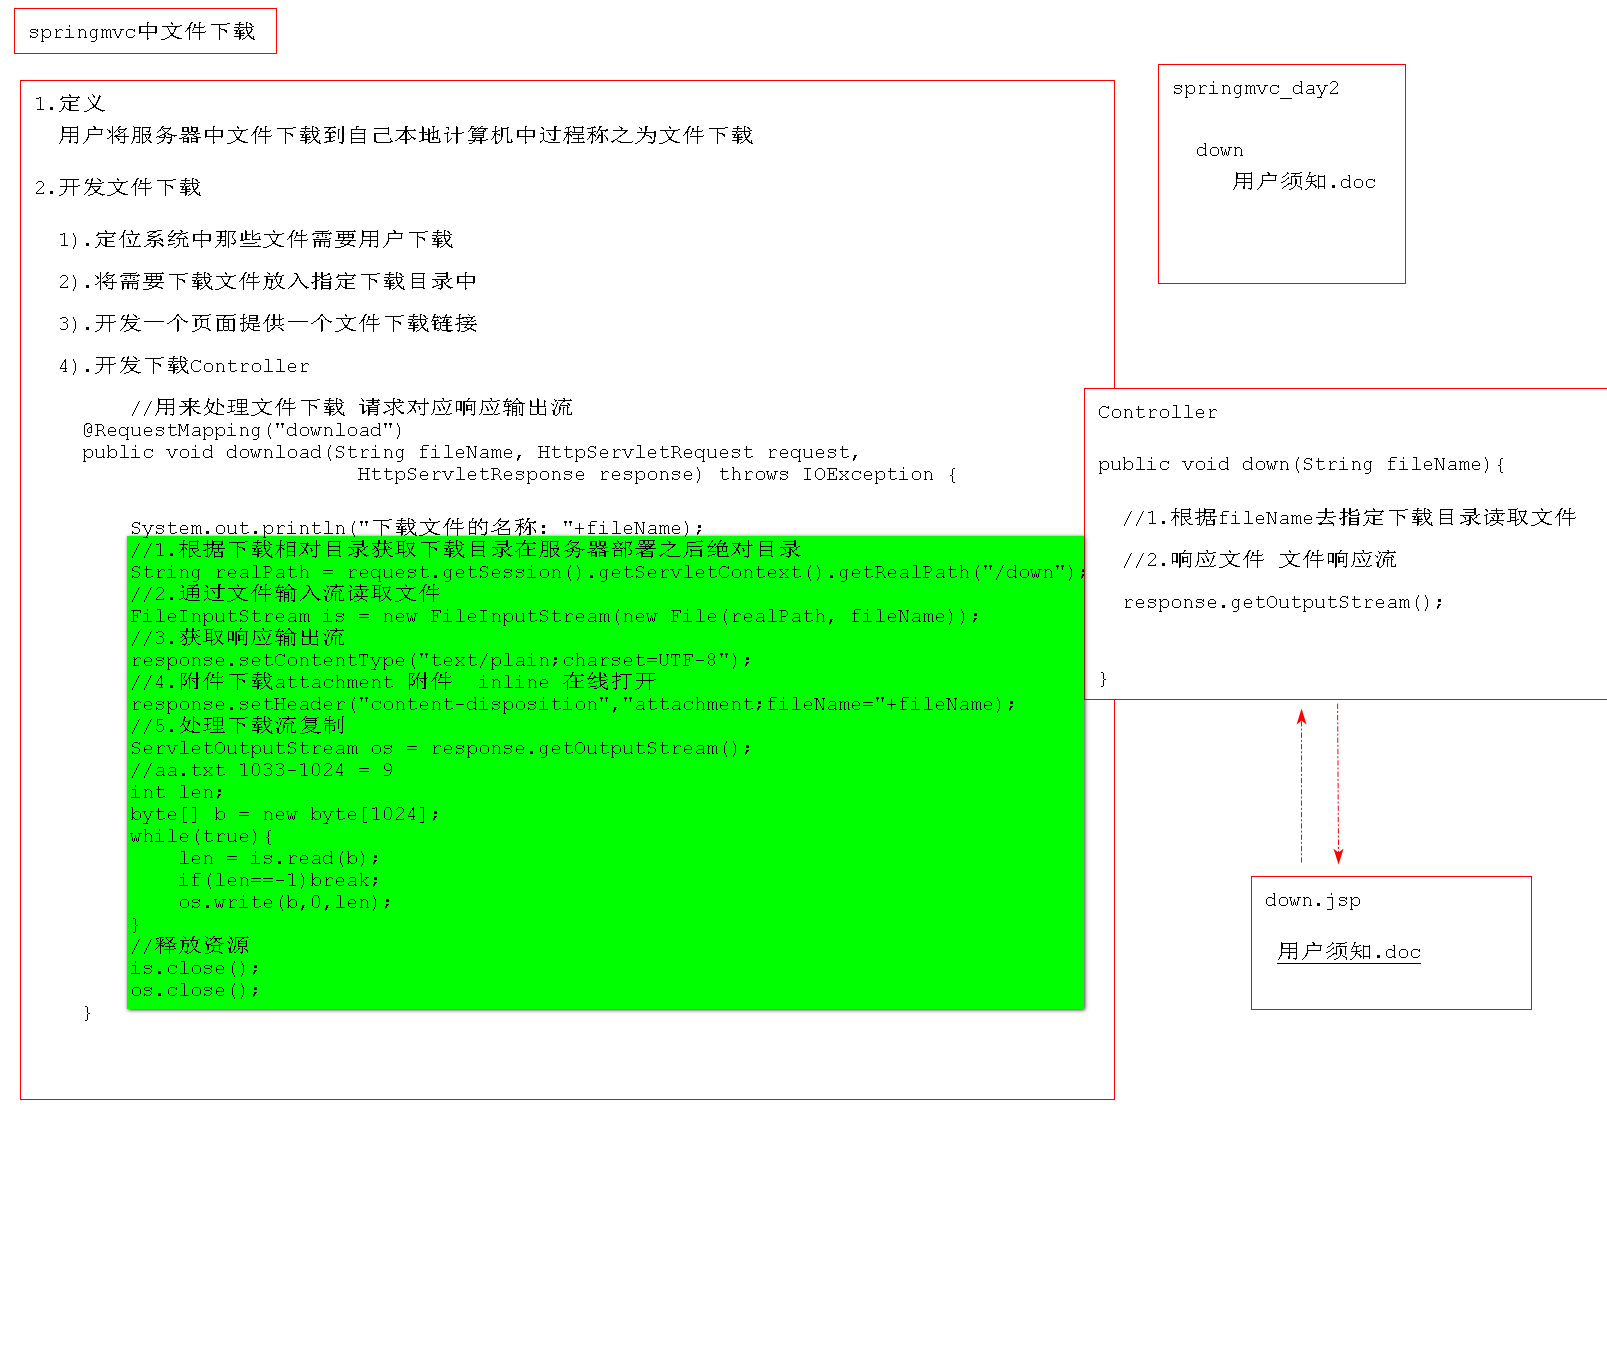 springmvc中文件下载
1.定义
用户将服务器中文件下载到自己本地计算机中过程称之为文件下载
2.开发文件下载
1).定位系统中那些文件需要用户下载
2).将需要下载文件放入指定下载目录中
3).开发一个页面提供一个文件下载链接
4).开发下载Controller
//用来处理文件下载 请求对应响应输出流
@RequestMapping("download")
public void download(String fileName, HttpServletRequest request,
HttpServletResponse response) throws IOException {
System.out.println("下载文件的名称: "+fileName);
//1.根据下载相对目录获取下载目录在服务器部署之后绝对目录
String realPath = request.getSession().getServletContext().getRealPath("/down");
//2.通过文件输入流读取文件
FileInputStream is = new FileInputStream(new File(realPath, fileName));
//3.获取响应输出流
response.setContentType("text/plain;charset=UTF-8");
//4.附件下载attachment 附件  inline 在线打开
response.setHeader("content-disposition","attachment;fileName="+fileName);
//5.处理下载流复制
ServletOutputStream os = response.getOutputStream();
//aa.txt 1033-1024 = 9
int len;
byte[] b = new byte[1024];
while(true){
len = is.read(b);
if(len==-1)break;
os.write(b,0,len);
}
//释放资源
is.close();
os.close();
}
springmvc_day2
down
用户须知.doc
Controller
public void down(String fileName){
//1.根据fileName去指定下载目录读取文件
//2.响应文件 文件响应流
response.getOutputStream();
}
down.jsp
用户须知.doc